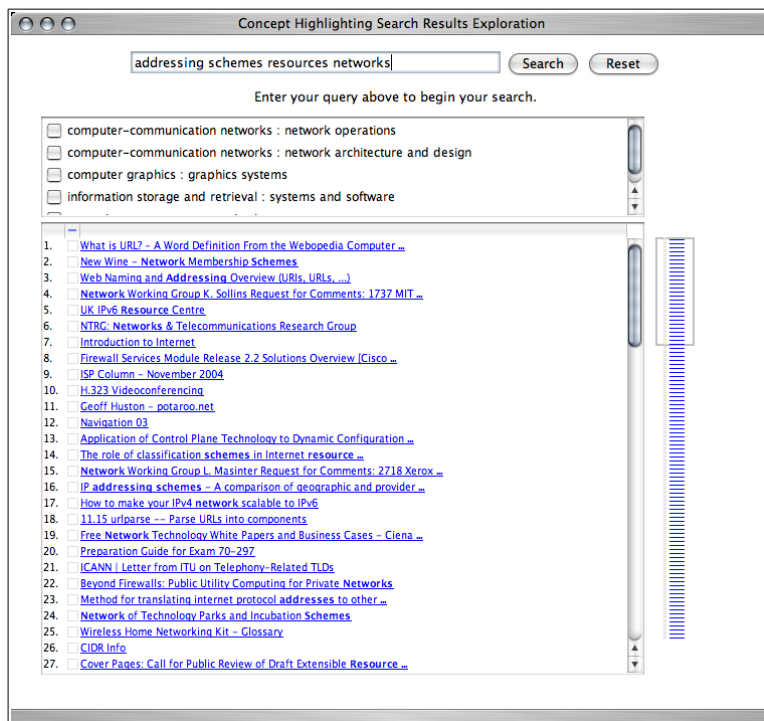 Concept Highlighting Search Results Exploration
addressing schemes resources networks
Search
Reset
Enter your query above to begin your search.
computer-communication networks : network operations
computer-communication networks : network architecture and design
computer graphics : graphics systems
information storage and retrieval : systems and software
1. What is URL? - A Word Definition From the Webopedia Computer ...
2. New Wine - Network Membership Schemes
3. Web Naming and Addressing Overview (URIs, URLs, ...)
4. Network Working Group K. Sollins Request for Comments: 1737 MIT ...
5. UK IPv6 Resource Centre
6. NTRG: Networks & Telecommunications Research Group
7. Introduction to Internet
8. Firewall Services Module Release 2.2 Solutions Overview [Cisco ...
9. ISP Column - November 2004
10. H.323 Videoconferencing
11. Geoff Huston - potaroo.net
12. Navigation 03
13. Application of Control Plane Technology to Dynamic Configuration ...
14. The role of classification schemes in Internet resource ...
15. Network Working Group L. Masinter Request for Comments: 2718 Xerox ...
16. IP addressing schemes - A comparison of geographic and provider ...
17. How to make your IPv4 network scalable to IPv6
18. 11.15 urlparse -- Parse URLs into components
19. Free Network Technology White Papers and Business Cases - Ciena ...
20. Preparation Guide for Exam 70-297
21. ICANN | Letter from ITU on Telephony-Related TLDs
22. Beyond Firewalls: Public Utility Computing for Private Networks
23. Method for translating internet protocol addresses to other ...
24. Network of Technology Parks and Incubation Schemes
25. Wireless Home Networking Kit - Glossary
26. CIDR Info
27. Cover Pages: Call for Public Review of Draft Extensible Resource ...